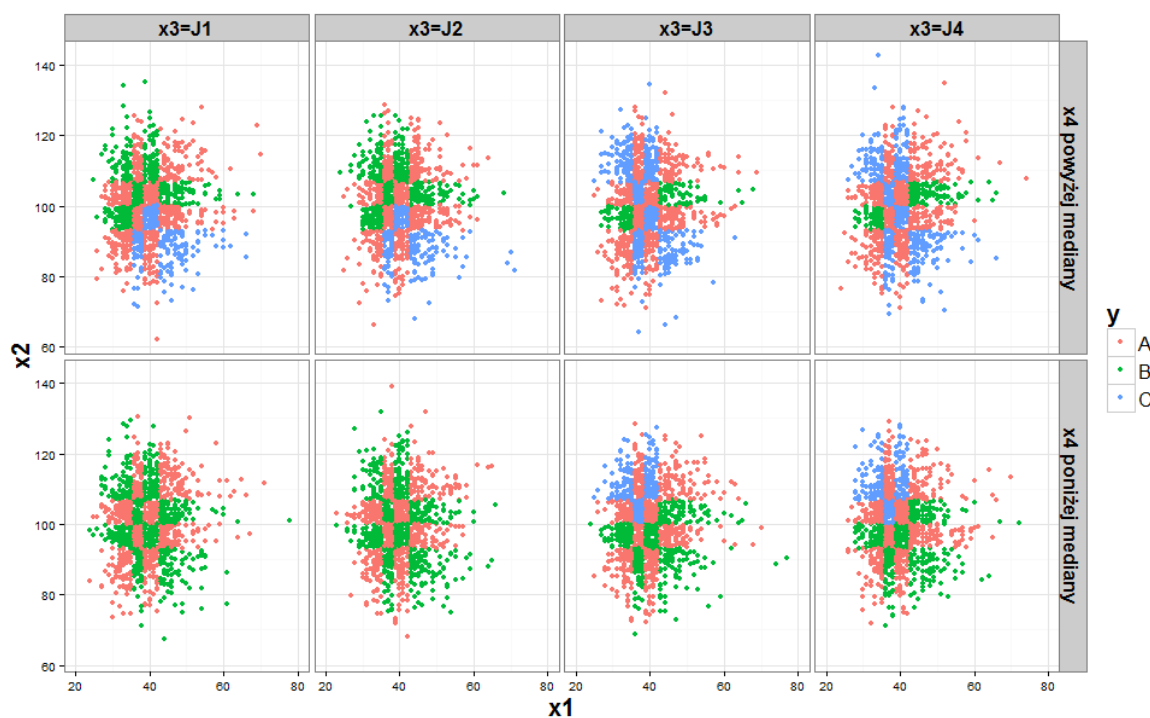 x3=J1 x3=J2 x3=J3 x3=J4
140
120
100
80
60
x4 powyżej mediany
x2
140
120
100
80
60
x4 poniżej mediany
y
A
B
C
20 40 60 80 20 40 60 80 20 40 60 80 20 40 60 80
x1